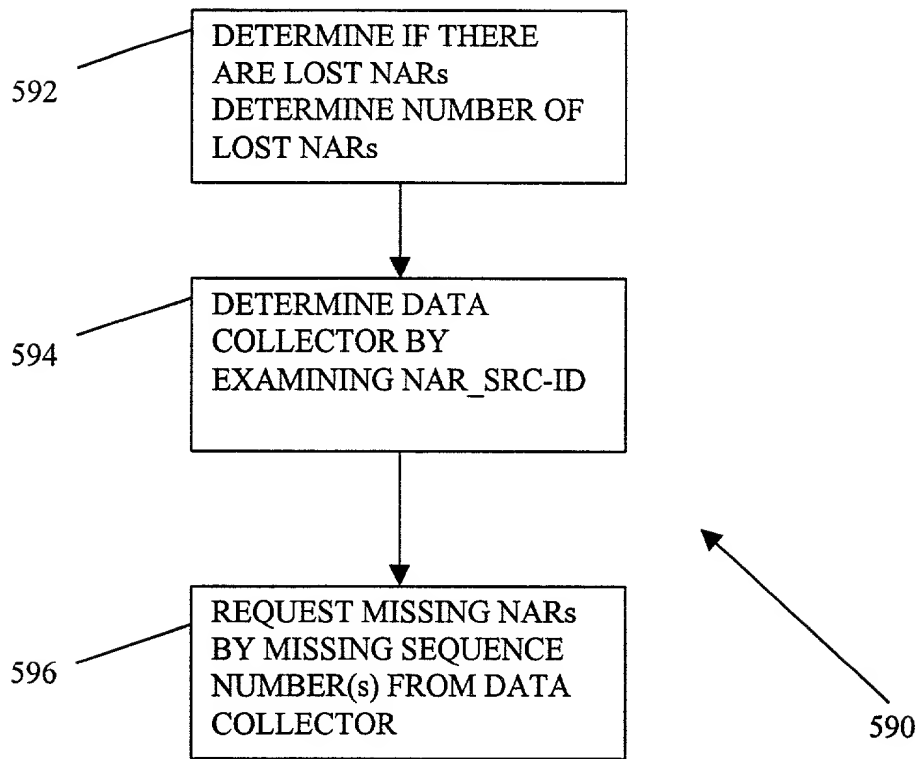 592
DETERMINE IF THERE
ARE LOST NARs
DETERMINE NUMBER OF
LOST NARs
594
DETERMINE DATA
COLLECTOR BY
EXAMINING NAR_SRC-ID
596
REQUEST MISSING NARs
BY MISSING SEQUENCE
NUMBER(s) FROM DATA
COLLECTOR
590